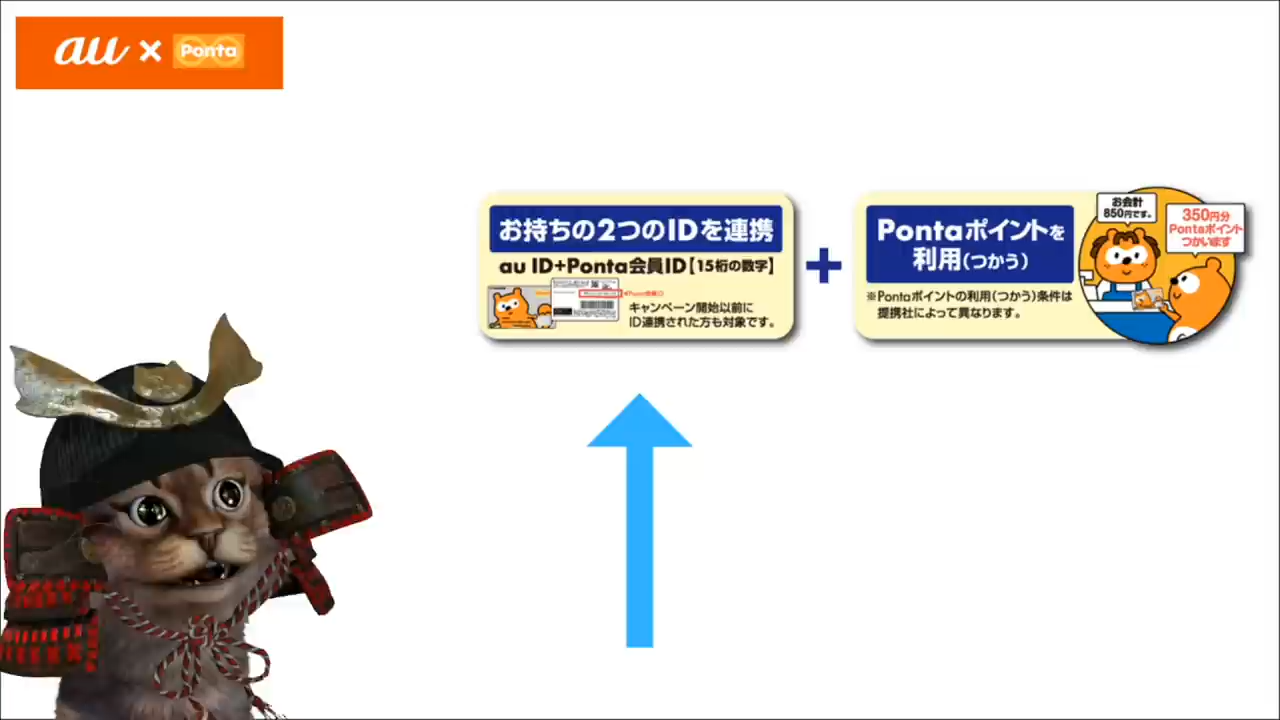 au × Ponta
お持ちの2つのIDを連携
au ID+Ponta会員ID【15桁の数字】
キャンペーン開始以前に
ID連携された方も対象です。
+
Pontaポイントを
利用(つかう)
※Pontaポイントの利用(つかう)条件は
提携社によって異なります。
お会計
850円です。
350円分
Pontaポイント
つかいます